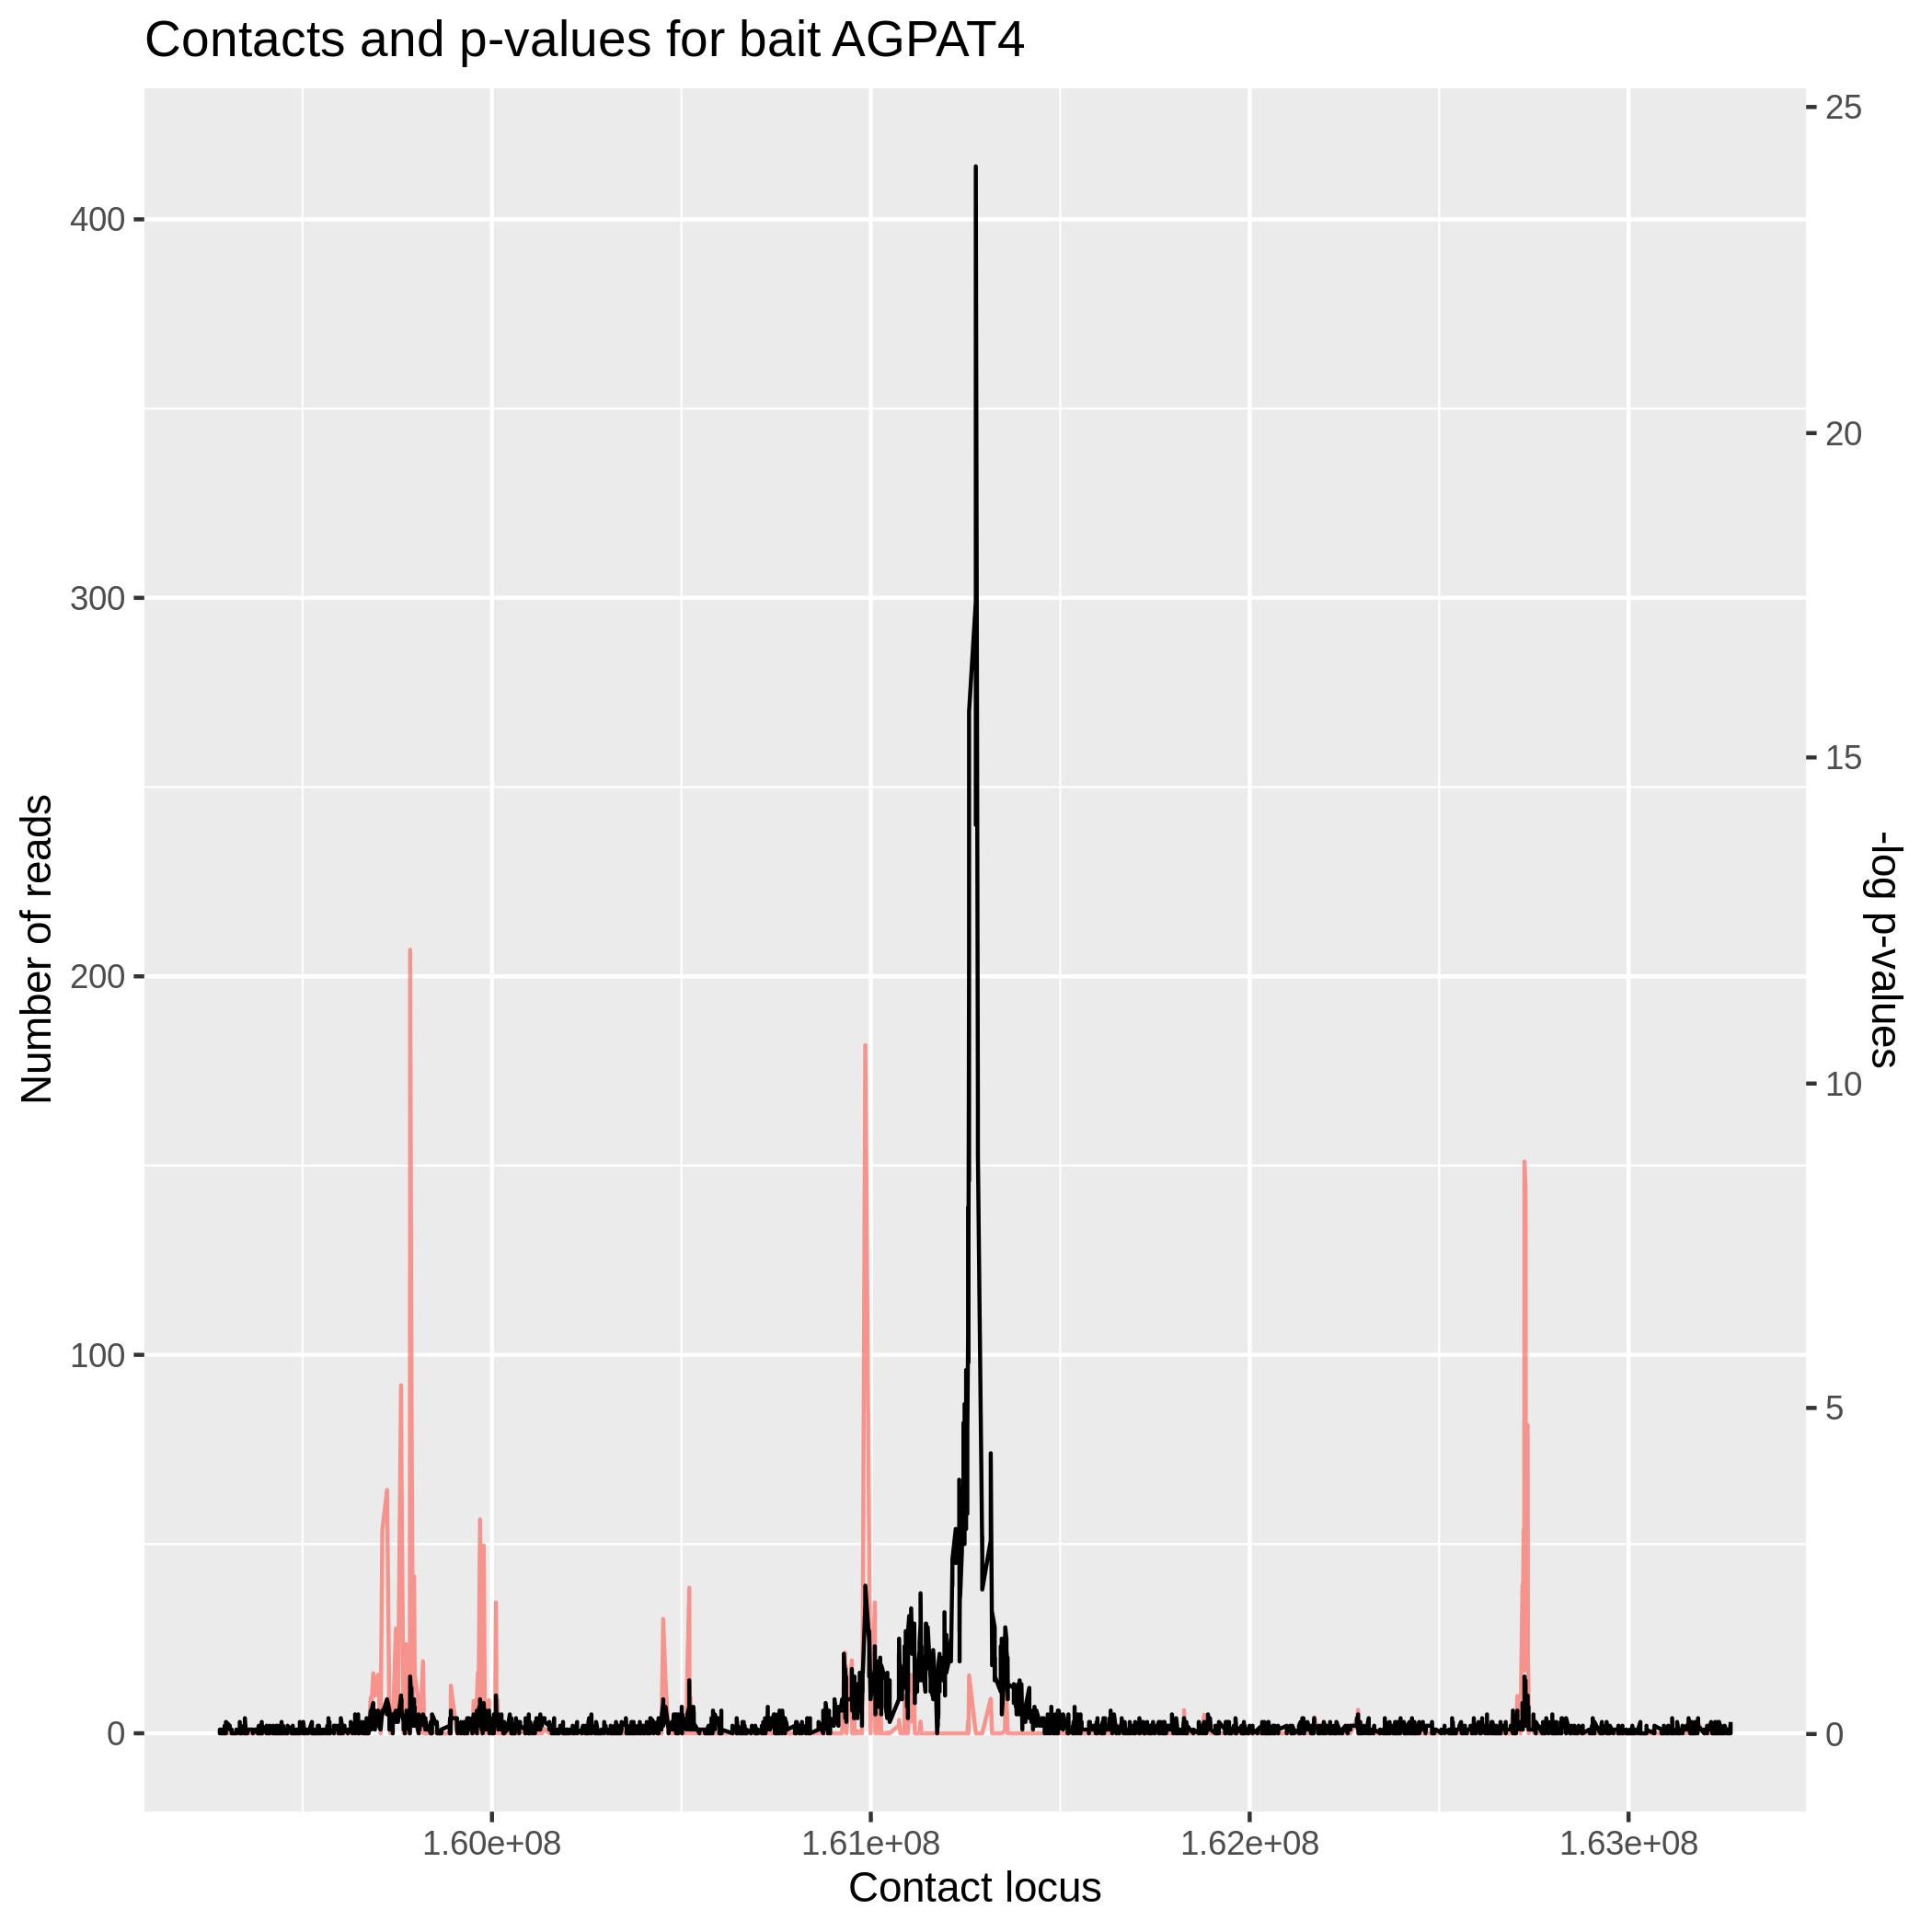 Contacts and p-values for bait AGPAT4
Number of reads
400
300
200
100
0
25
20
15
10
5
0
-log p-values
1.60e+08
1.61e+08
1.62e+08
1.63e+08
Contact locus